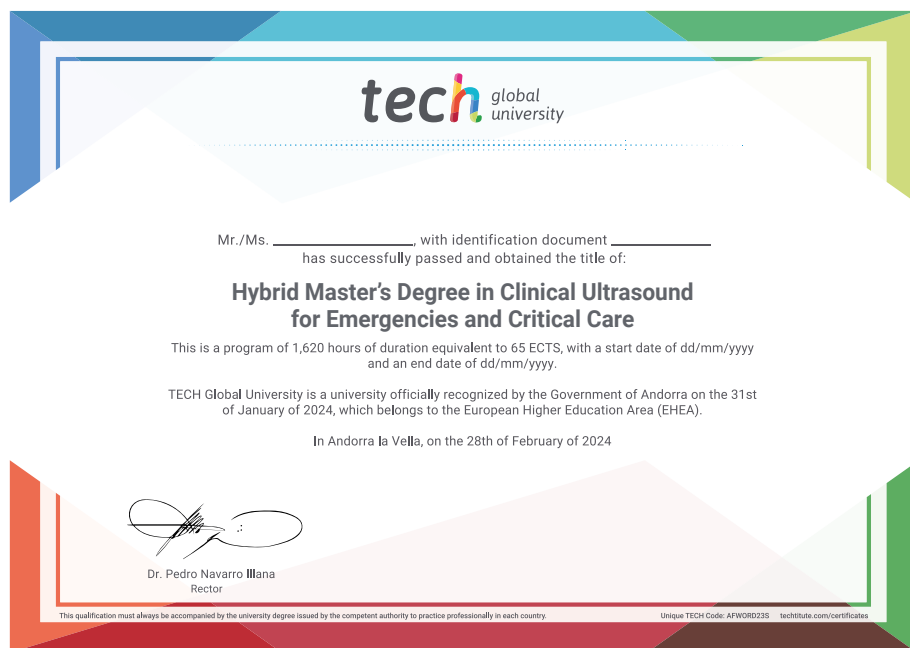 tech global
university
Mr./Ms. ____________________, with identification document ______________
has successfully passed and obtained the title of:
Hybrid Master’s Degree in Clinical Ultrasound
for Emergencies and Critical Care
This is a program of 1,620 hours of duration equivalent to 65 ECTS, with a start date of dd/mm/yyyy
and an end date of dd/mm/yyyy.
TECH Global University is a university officially recognized by the Government of Andorra on the 31st
of January of 2024, which belongs to the European Higher Education Area (EHEA).
In Andorra la Vella, on the 28th of February of 2024
Dr. Pedro Navarro Illana
Rector
This qualification must always be accompanied by the university degree issued by the competent authority to practice professionally in each country.
Unique TECH Code: AFWORD23S techtitute.com/certificates